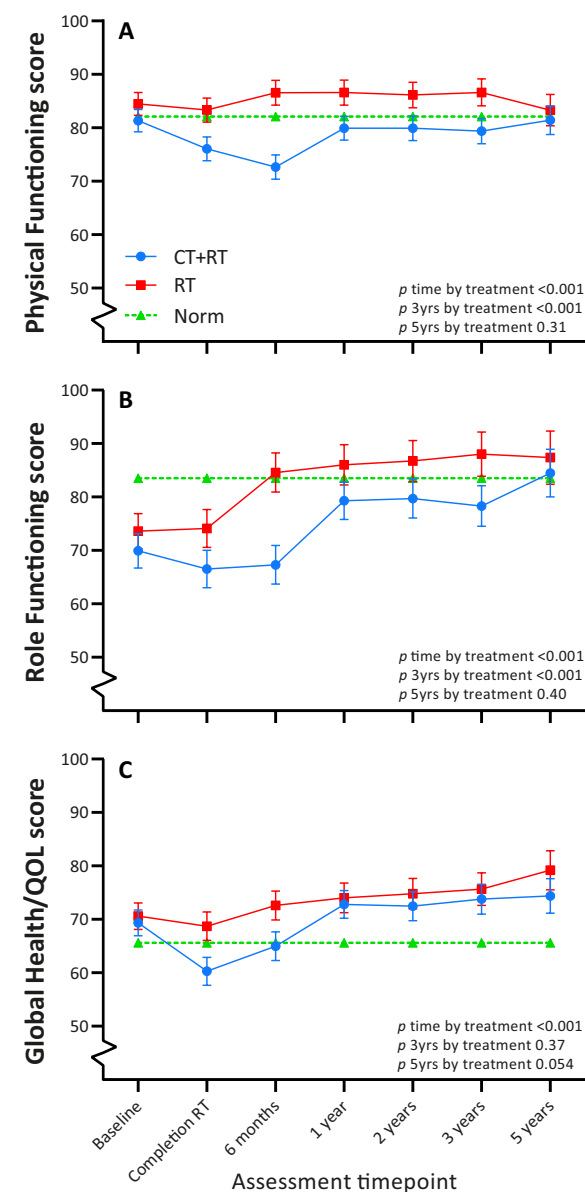 A
Physical Functioning score
100
90
80
70
60
50
CT+RT
RT
Norm
p time by treatment <0.001
p 3yrs by treatment <0.001
p 5yrs by treatment 0.31
B
Role Functioning score
100
90
80
70
60
50
p time by treatment <0.001
p 3yrs by treatment <0.001
p 5yrs by treatment 0.40
C
Global Health/QOL score
100
90
80
70
60
50
p time by treatment <0.001
p 3yrs by treatment 0.37
p 5yrs by treatment 0.054
Baseline
Completion RT
6 months
1 year
2 years
3 years
5 years
Assessment timepoint